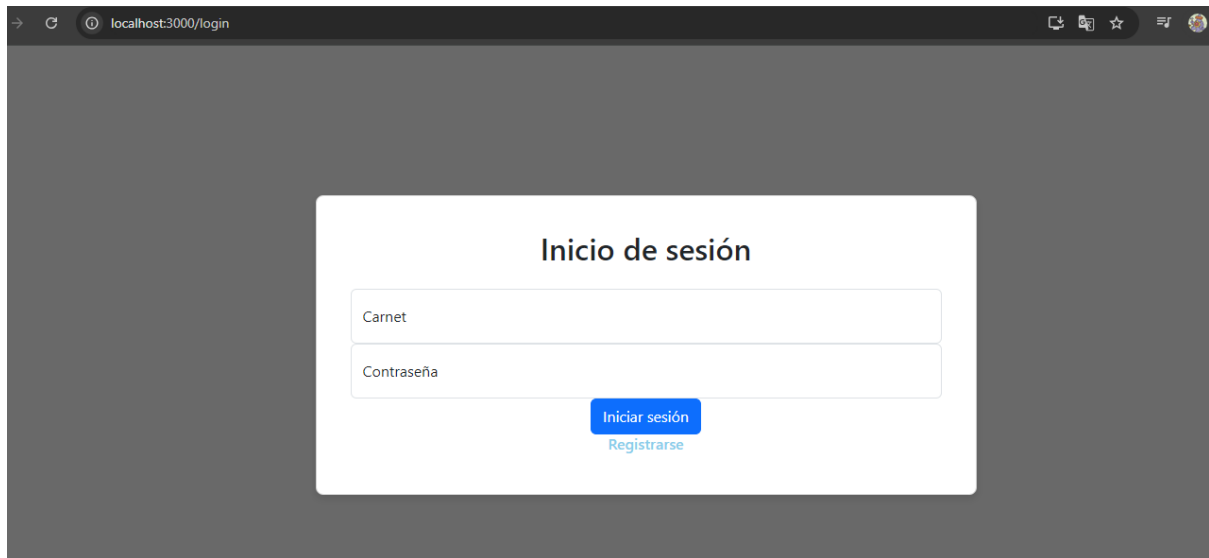 localhost:3000/login
Inicio de sesión
Carnet
Contraseña
Iniciar sesión
Registrarse